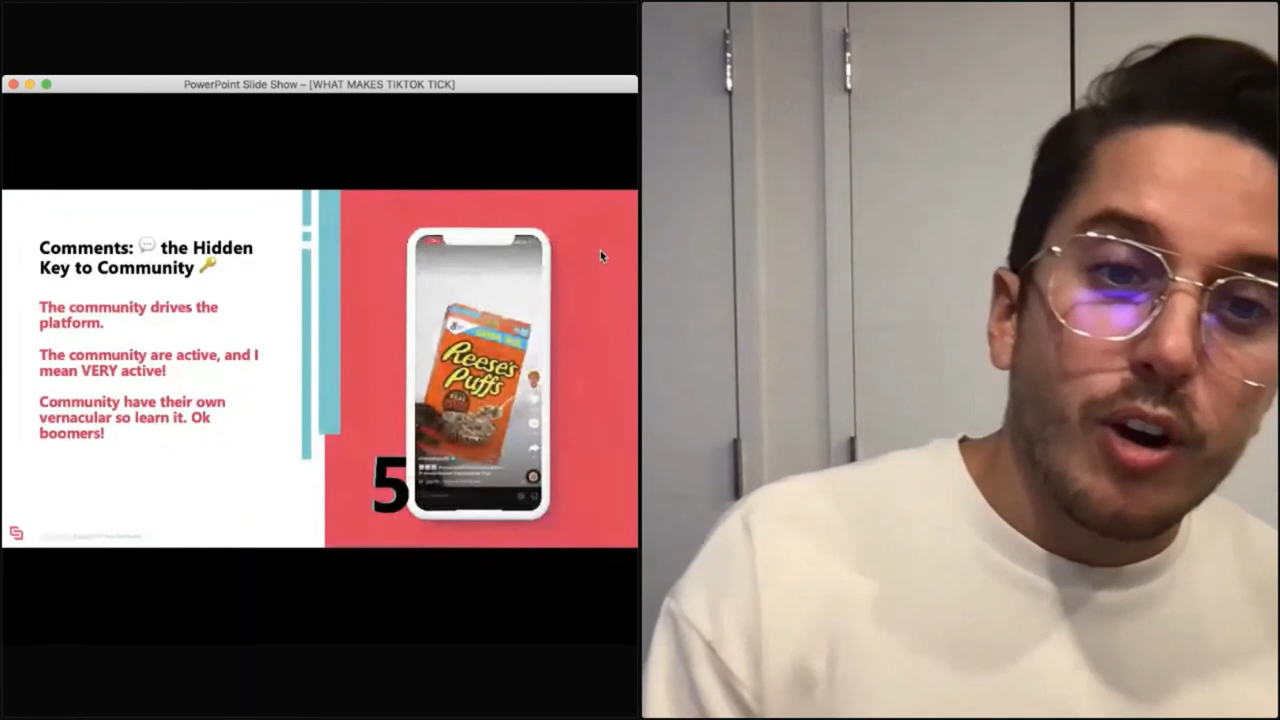 PowerPoint Slide Show – [WHAT MAKES TIKTOK TICK]
Comments: 💬 the Hidden
Key to Community 🔑
The community drives the
platform.
The community are active, and I
mean VERY active!
Community have their own
vernacular so learn it. Ok
boomers!
Reese's
Puffs
5